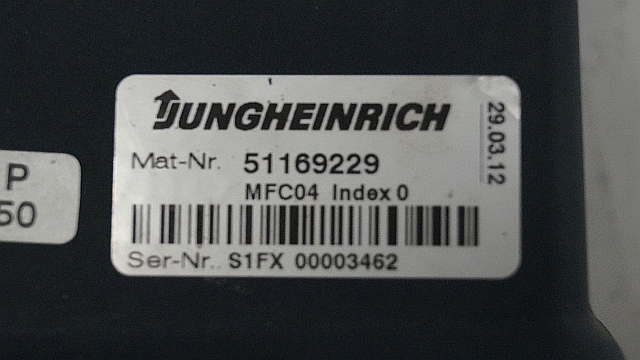 JUNGHEINRICH
Mat-Nr. 51169229
MFC04 Index 0
Ser-Nr.. S1FX 00003462
29.03.12
P
50